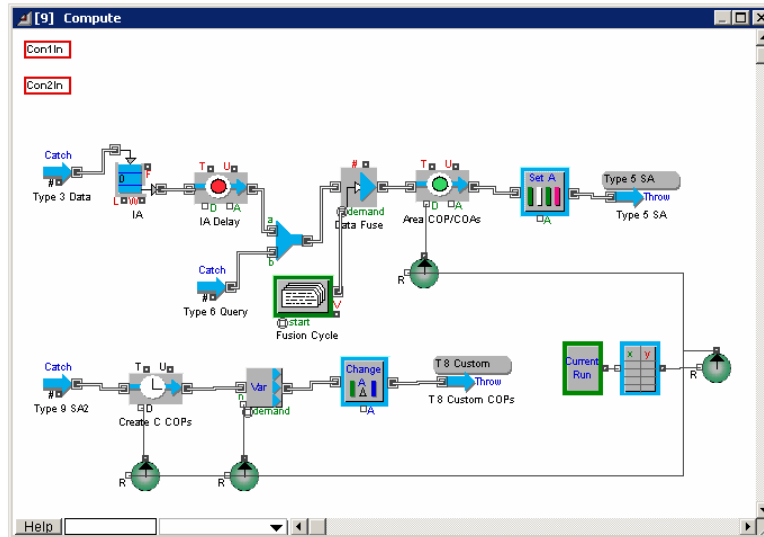 [9] Compute
Con1In
Con2In
Catch
#
Type 3 Data
D
F
L W
IA
T U
D A
IA Delay
a
b
Catch
#
Type 6 Query
#
demand
Data Fuse
start
V
Fusion Cycle
T U
D A
Area COP/COAs
R
Set A
A
Type 5 SA
Throw
Type 5 SA
Catch
#
Type 9 SA2
T U
D
Create C COPs
R
Var
n
demand
R
Change
A
A
T 8 Custom
Throw
T 8 Custom COPs
Current
Run
x y
R
Help